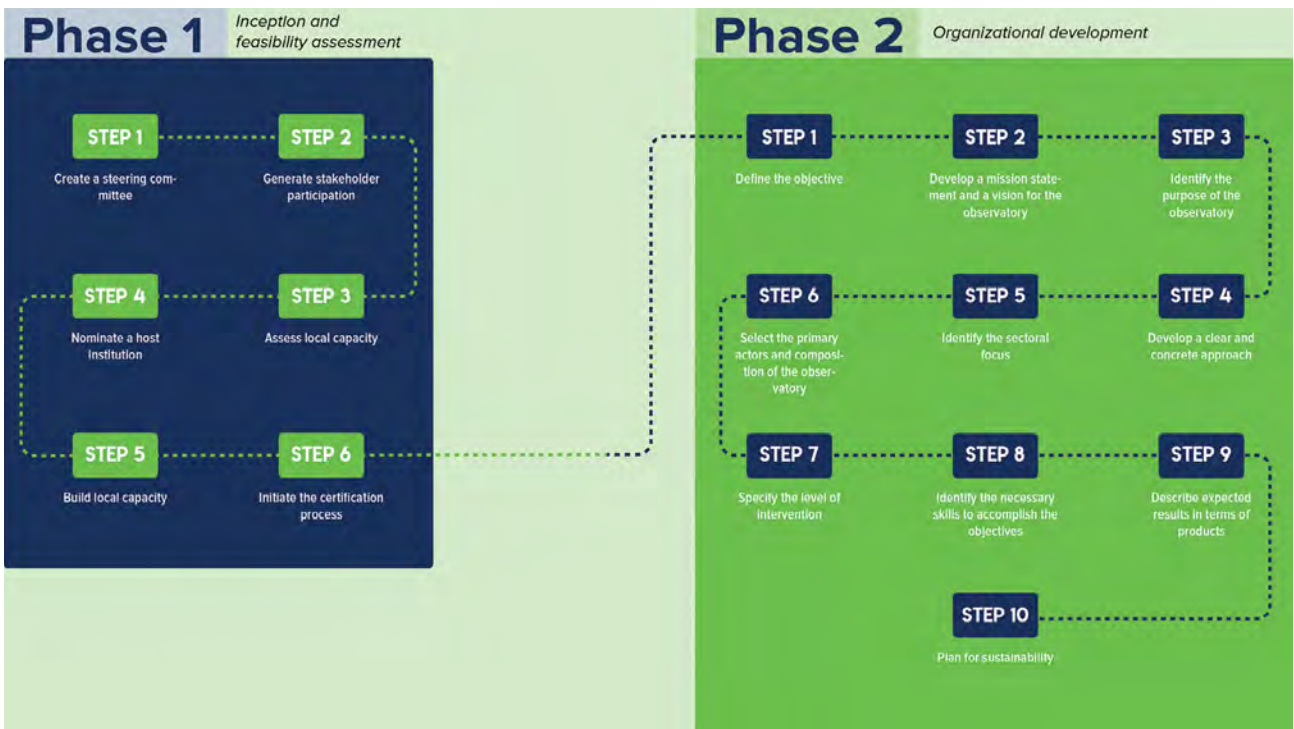 Phase 1
Inception and
feasibility assessment
STEP 1
Create a steering com-
mittee
STEP 2
Generate stakeholder
participation
STEP 3
Assess local capacity
STEP 4
Nominate a host
institution
STEP 5
Build local capacity
STEP 6
Initiate the certification
process
Phase 2
Organizational development
STEP 1
Define the objective
STEP 2
Develop a mission state-
ment and a vision for the
observatory
STEP 3
Identify the
purpose of the
observatory
STEP 4
Develop a clear and
concrete approach
STEP 5
Identify the sectoral
focus
STEP 6
Select the primary
actors and composi-
tion of the obser-
vatory
STEP 7
Specify the level of
intervention
STEP 8
Identify the necessary
skills to accomplish the
objectives
STEP 9
Describe expected
results in terms of
products
STEP 10
Plan for sustainability